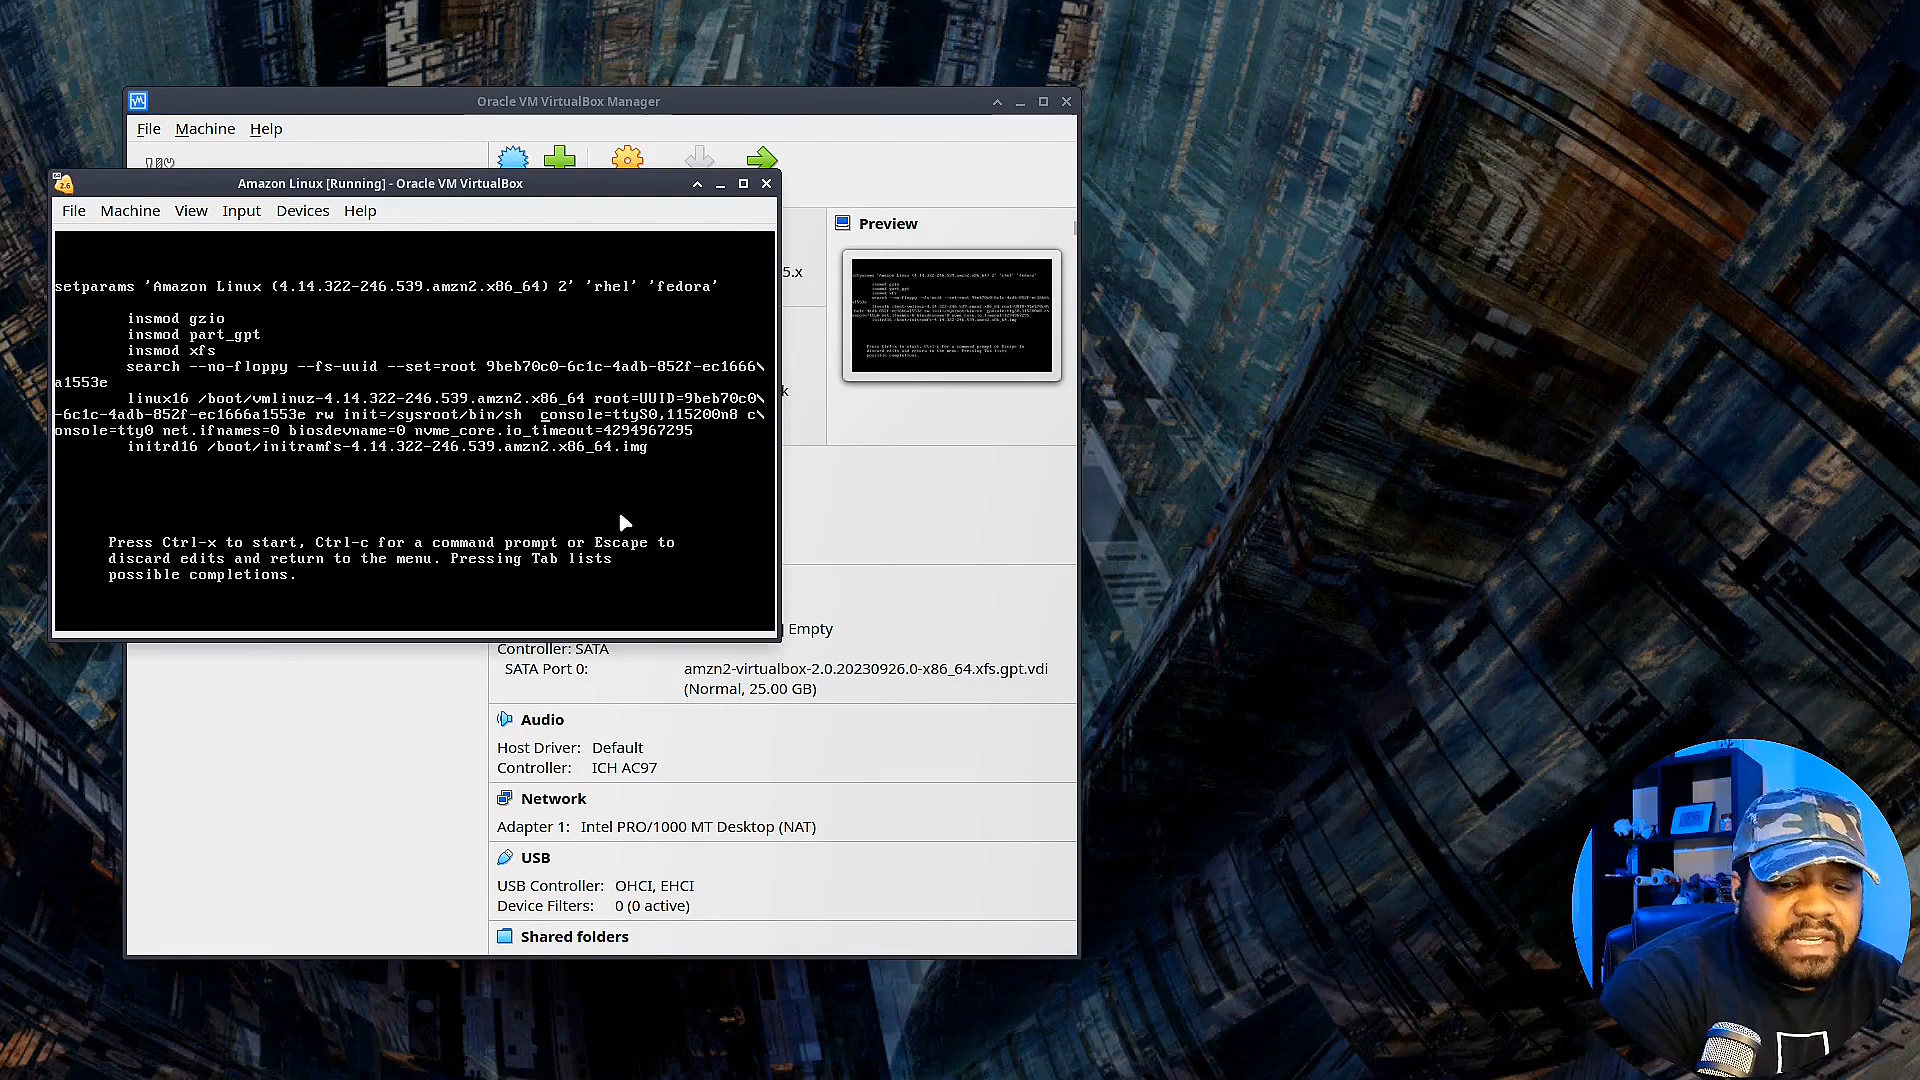 Oracle VM VirtualBox Manager
File Machine Help
Amazon Linux [Running] - Oracle VM VirtualBox
File Machine View Input Devices Help
setparams 'Amazon Linux (4.14.322-246.539.amzn2.x86_64) 2' 'rhel' 'fedora'
insmod gzio
insmod part_gpt
insmod xfs
search --no-floppy --fs-uuid --set=root 9beb70c0-6c1c-4adb-852f-ec1666\
a1553e
linux16 /boot/vmlinuz-4.14.322-246.539.amzn2.x86_64 root=UUID=9beb70c0\
-6c1c-4adb-852f-ec1666a1553e rw init=/sysroot/bin/sh  console=ttyS0,115200n8 c\
onsole=tty0 net.ifnames=0 biosdevname=0 nvme_core.io_timeout=4294967295
initrd16 /boot/initramfs-4.14.322-246.539.amzn2.x86_64.img
Press Ctrl-x to start, Ctrl-c for a command prompt or Escape to
discard edits and return to the menu. Pressing Tab lists
possible completions.
Preview
5.x
k
Empty
Controller: SATA
SATA Port 0: amzn2-virtualbox-2.0.20230926.0-x86_64.xfs.gpt.vdi
(Normal, 25.00 GB)
Audio
Host Driver: Default
Controller: ICH AC97
Network
Adapter 1: Intel PRO/1000 MT Desktop (NAT)
USB
USB Controller: OHCI, EHCI
Device Filters: 0 (0 active)
Shared folders